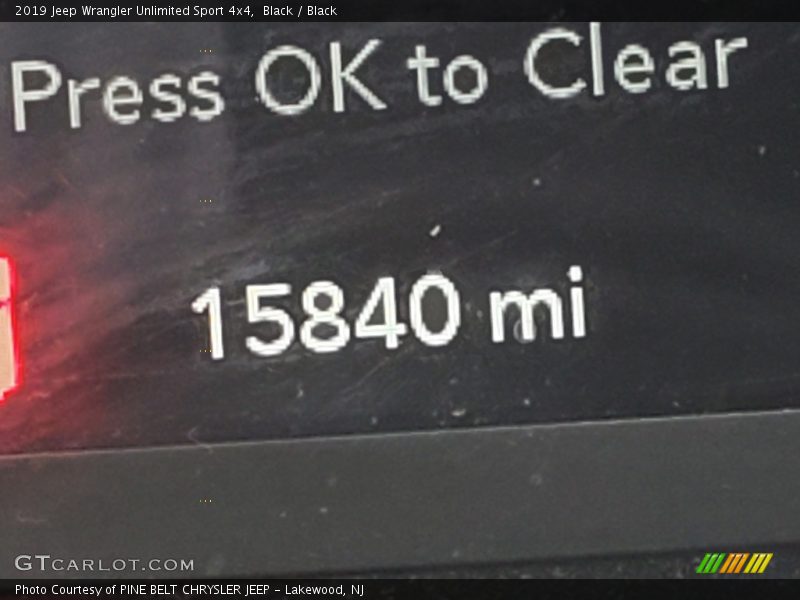 2019 Jeep Wrangler Unlimited Sport 4x4,  Black / Black
Press OK to Clear
15840 mi
GTCARLOT.COM
Photo Courtesy of PINE BELT CHRYSLER JEEP - Lakewood, NJ